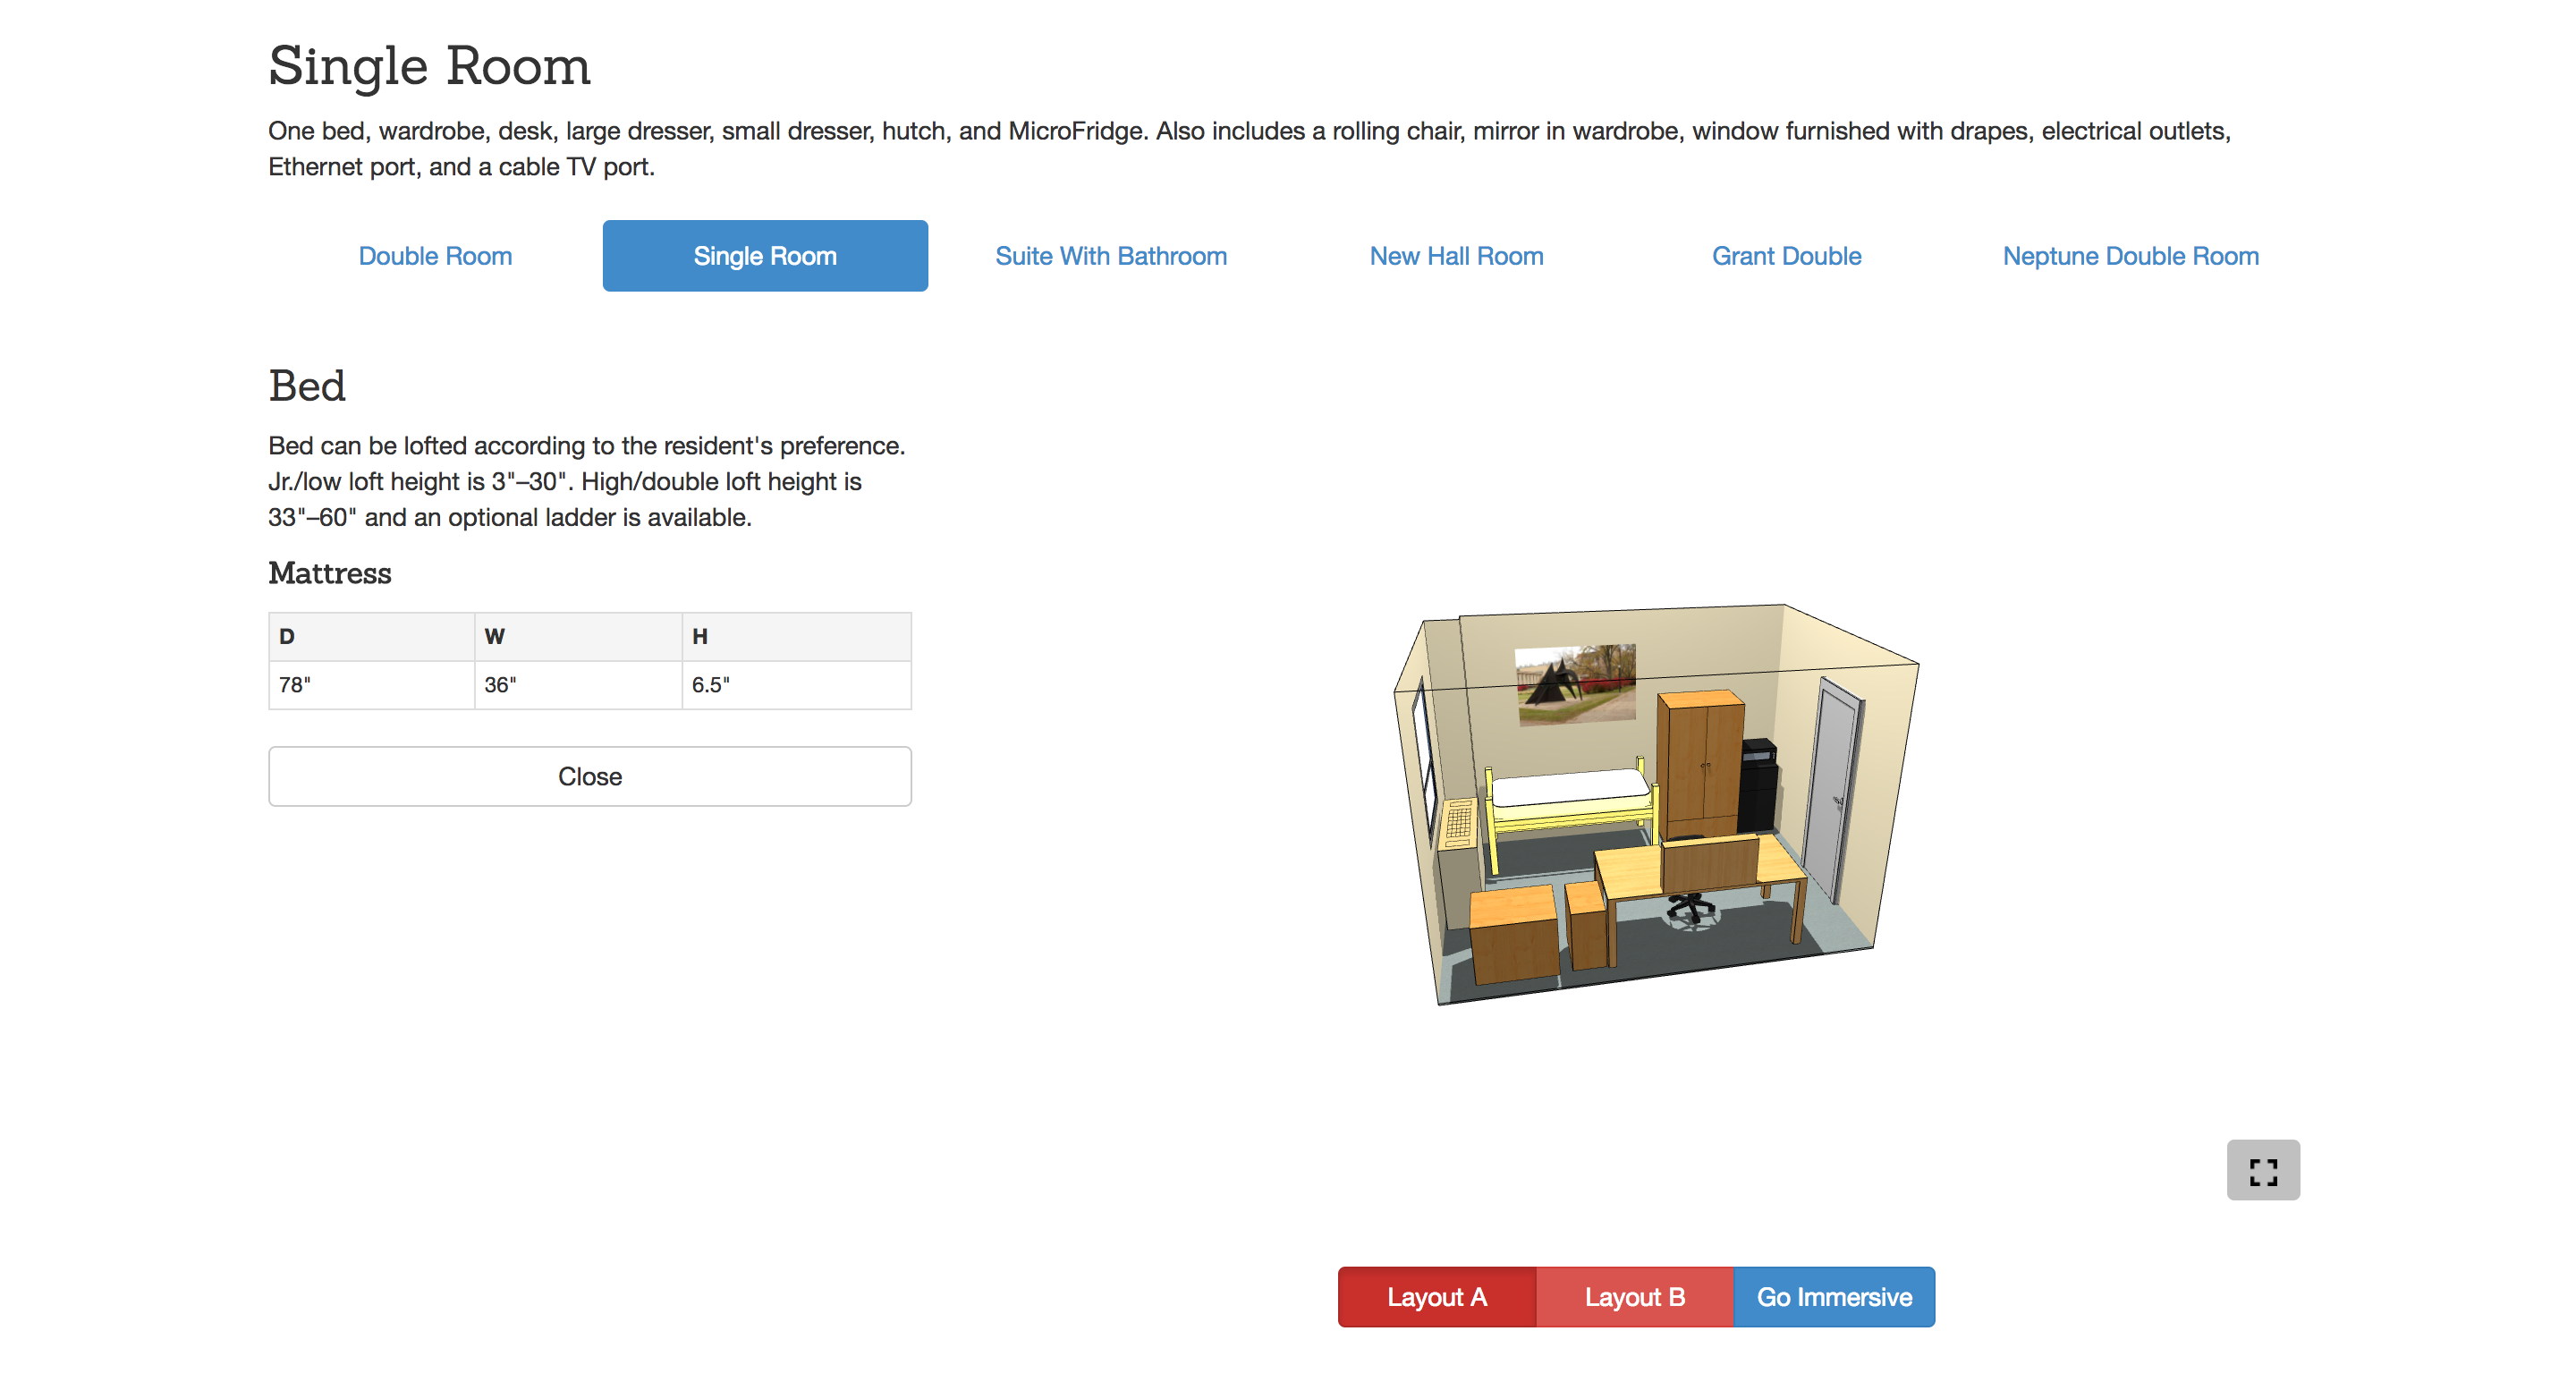 Single Room
One bed, wardrobe, desk, large dresser, small dresser, hutch, and MicroFridge. Also includes a rolling chair, mirror in wardrobe, window furnished with drapes, electrical outlets,
Ethernet port, and a cable TV port.
Double Room
Single Room
Suite With Bathroom
New Hall Room
Grant Double
Neptune Double Room
Bed
Bed can be lofted according to the resident's preference.
Jr./low loft height is 3"–30". High/double loft height is
33"–60" and an optional ladder is available.
Mattress
D W H
78" 36" 6.5"
Close
Layout A
Layout B
Go Immersive